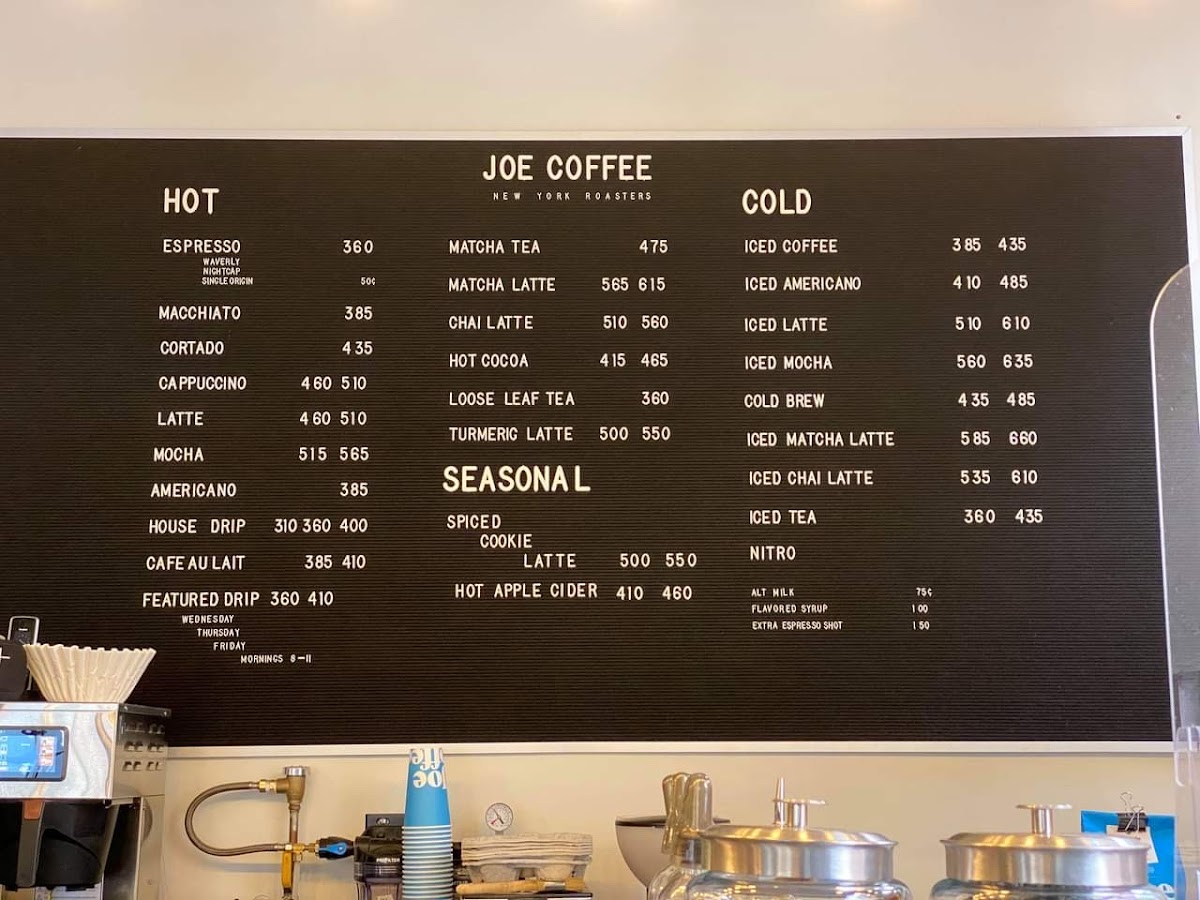 JOE COFFEE
NEW YORK ROASTERS
HOT
ESPRESSO 360
WAVERLY
NIGHTCAP
SINGLE ORIGIN 50¢
MACCHIATO 385
CORTADO 435
CAPPUCCINO 460 510
LATTE 460 510
MOCHA 515 565
AMERICANO 385
HOUSE DRIP 310 360 400
CAFE AU LAIT 385 410
FEATURED DRIP 360 410
WEDNESDAY
THURSDAY
FRIDAY
MORNINGS 8-11
MATCHA TEA 475
MATCHA LATTE 565 615
CHAI LATTE 510 560
HOT COCOA 415 465
LOOSE LEAF TEA 360
TURMERIC LATTE 500 550
SEASONAL
SPICED
COOKIE
LATTE 500 550
HOT APPLE CIDER 410 460
COLD
ICED COFFEE 385 435
ICED AMERICANO 410 485
ICED LATTE 510 610
ICED MOCHA 560 635
COLD BREW 435 485
ICED MATCHA LATTE 585 660
ICED CHAI LATTE 535 610
ICED TEA 360 435
NITRO
ALT MILK 75¢
FLAVORED SYRUP 100
EXTRA ESPRESSO SHOT 150